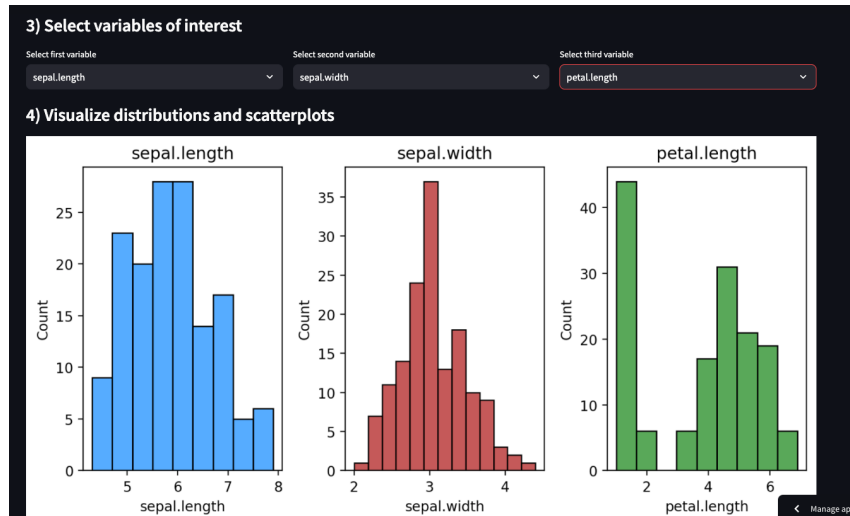 3) Select variables of interest
Select first variable
Select second variable
Select third variable
sepal.length
sepal.width
petal.length
4) Visualize distributions and scatterplots
sepal.length
sepal.width
petal.length
25
20
15
10
5
0
Count
5 6 7 8
sepal.length
35
30
25
20
15
10
5
0
Count
2 3 4
sepal.width
40
30
20
10
0
Count
2 4 6
petal.length
Manage